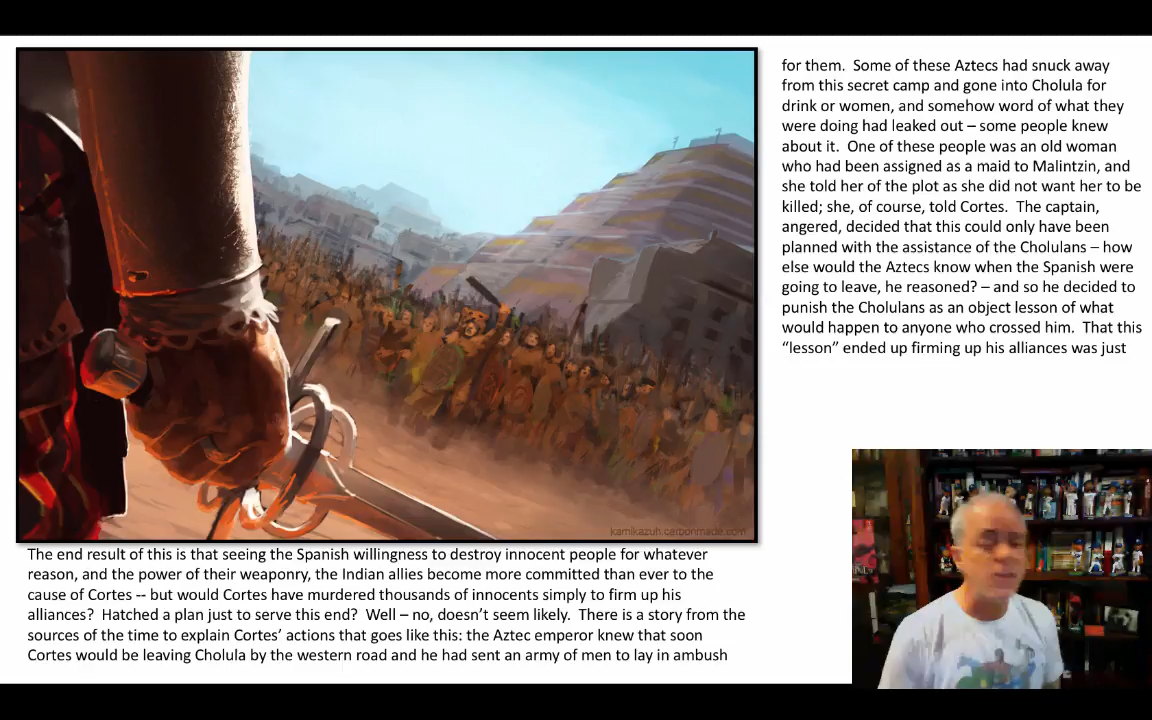 kamikazuh.carbonmade.com
The end result of this is that seeing the Spanish willingness to destroy innocent people for whatever
reason, and the power of their weaponry, the Indian allies become more committed than ever to the
cause of Cortes -- but would Cortes have murdered thousands of innocents simply to firm up his
alliances?  Hatched a plan just to serve this end?  Well – no, doesn't seem likely.  There is a story from the
sources of the time to explain Cortes' actions that goes like this: the Aztec emperor knew that soon
Cortes would be leaving Cholula by the western road and he had sent an army of men to lay in ambush
for them.  Some of these Aztecs had snuck away
from this secret camp and gone into Cholula for
drink or women, and somehow word of what they
were doing had leaked out – some people knew
about it.  One of these people was an old woman
who had been assigned as a maid to Malintzin, and
she told her of the plot as she did not want her to be
killed; she, of course, told Cortes.  The captain,
angered, decided that this could only have been
planned with the assistance of the Cholulans – how
else would the Aztecs know when the Spanish were
going to leave, he reasoned? – and so he decided to
punish the Cholulans as an object lesson of what
would happen to anyone who crossed him.  That this
“lesson” ended up firming up his alliances was just